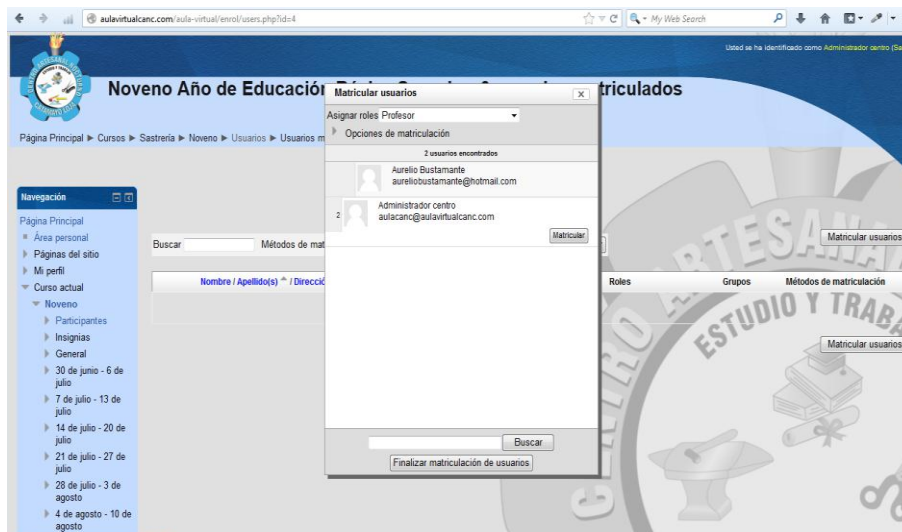 aulavirtualcanc.com/aula-virtual/enrol/users.php?id=4
My Web Search
Usted se ha identificado como Administrador centro (Sa
Noveno Año de Educación
triculados
Página Principal ► Cursos ► Sastrería ► Noveno ► Usuarios ► Usuarios m
Matricular usuarios
Asignar roles Profesor
Opciones de matriculación
2 usuarios encontrados
Aurelio Bustamante
aureliobustamante@hotmail.com
2
Administrador centro
aulacanc@aulavirtualcanc.com
Matricular
Buscar
Finalizar matriculación de usuarios
Navegación
Página Principal
Área personal
Páginas del sitio
Mi perfil
Curso actual
Noveno
Participantes
Insignias
General
30 de junio - 6 de
julio
7 de julio - 13 de
julio
14 de julio - 20 de
julio
21 de julio - 27 de
julio
28 de julio - 3 de
agosto
4 de agosto - 10 de
agosto
Buscar
Métodos de mat
Matricular usuarios
Nombre / Apellido(s) / Direcció
Roles
Grupos
Métodos de matriculación
Matricular usuarios
CENTRO ARTESANAL
ESTUDIO Y TRABA